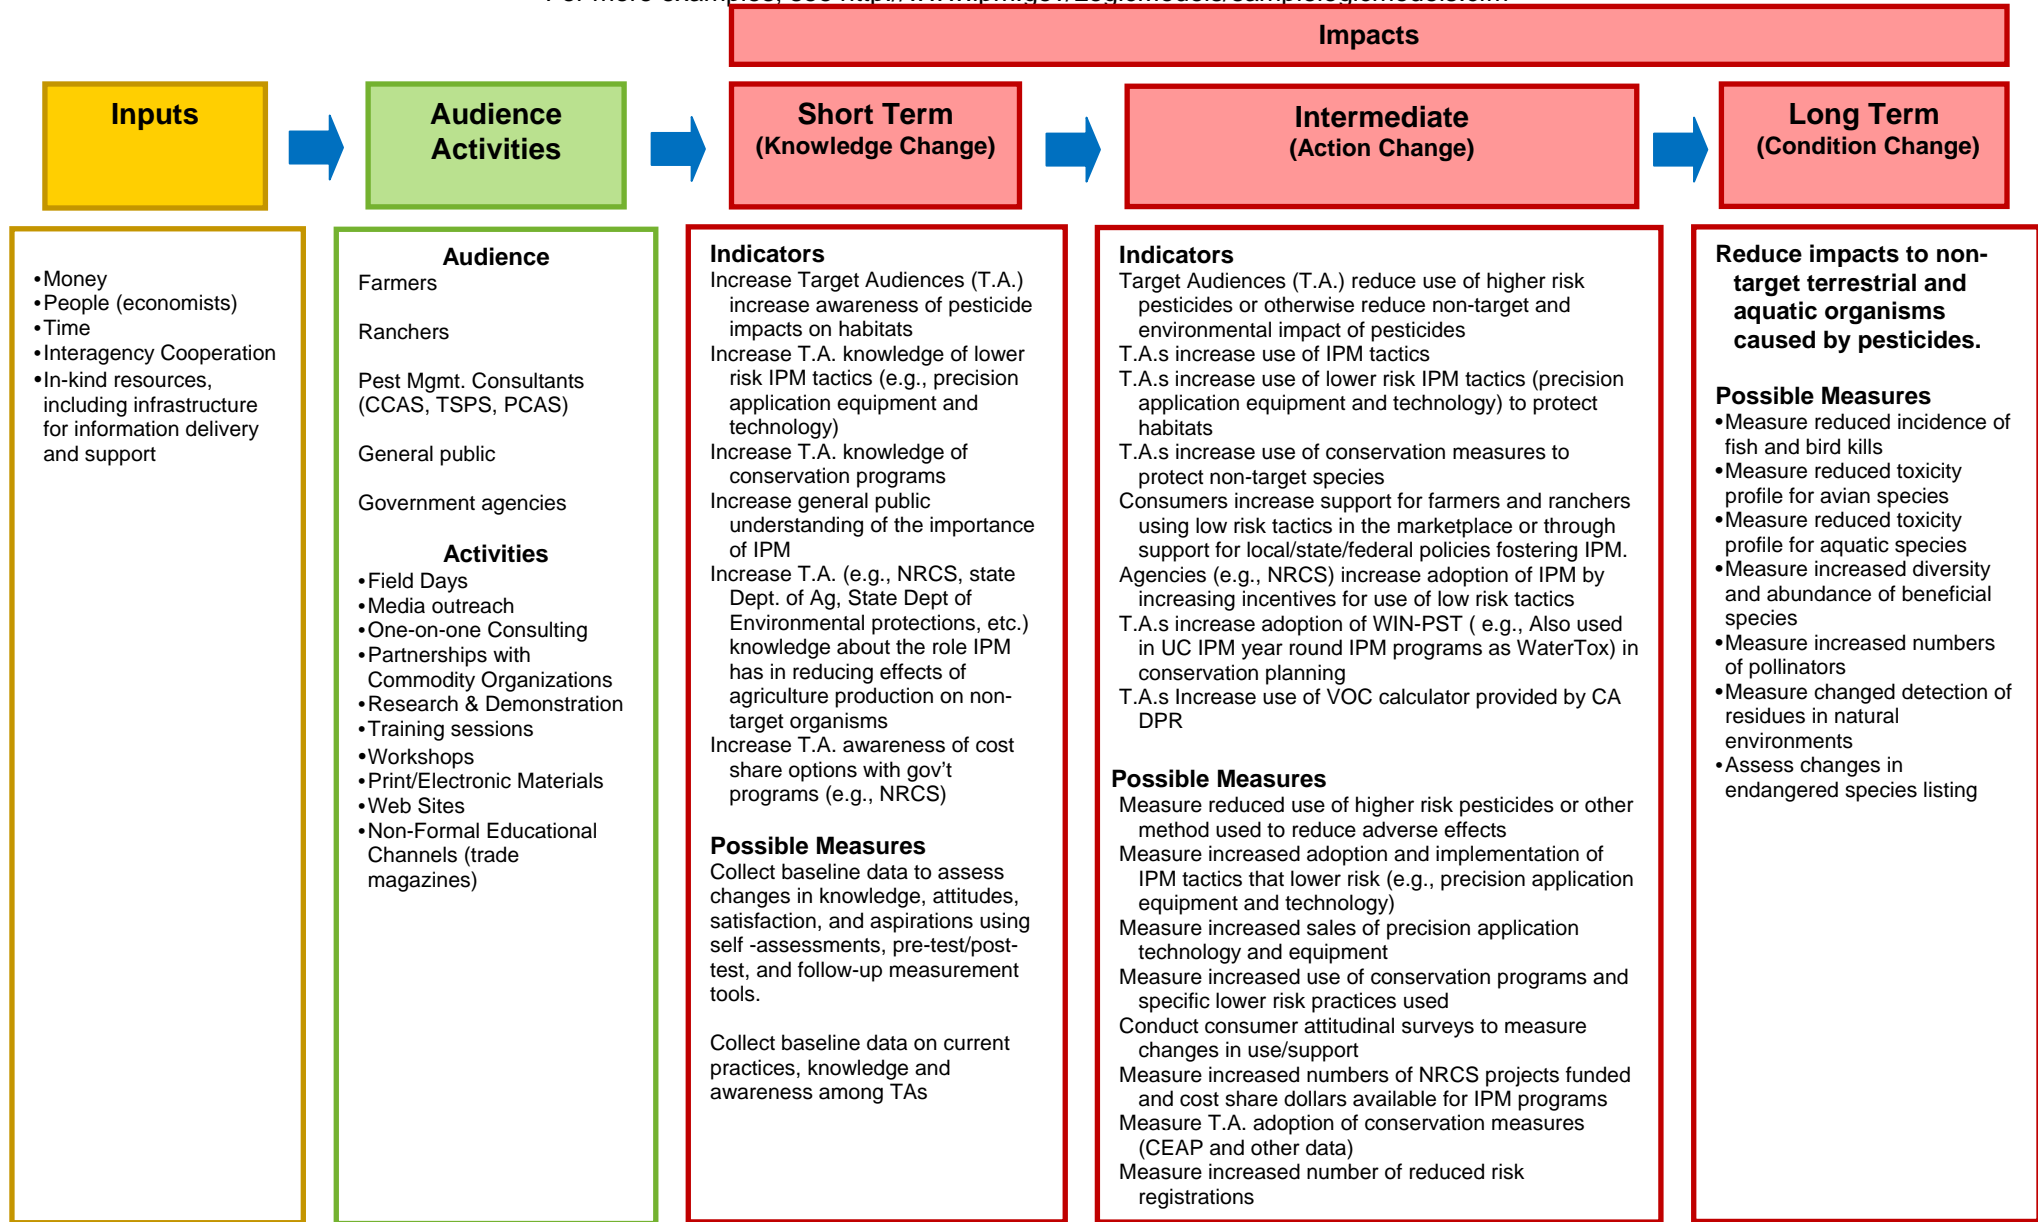 For more examples, see http://www.ipm.gov/LogicModels/samplelogicmodels.cfm
Impacts
Inputs
Audience
Activities
Short Term
(Knowledge Change)
Intermediate
(Action Change)
Long Term
(Condition Change)
•Money
•People (economists)
•Time
•Interagency Cooperation
•In-kind resources,
including infrastructure
for information delivery
and support
Audience
Farmers
Ranchers
Pest Mgmt. Consultants
(CCAS, TSPS, PCAS)
General public
Government agencies
Activities
•Field Days
•Media outreach
•One-on-one Consulting
•Partnerships with
Commodity Organizations
•Research & Demonstration
•Training sessions
•Workshops
•Print/Electronic Materials
•Web Sites
•Non-Formal Educational
Channels (trade
magazines)
Indicators
Increase Target Audiences (T.A.)
increase awareness of pesticide
impacts on habitats
Increase T.A. knowledge of lower
risk IPM tactics (e.g., precision
application equipment and
technology)
Increase T.A. knowledge of
conservation programs
Increase general public
understanding of the importance
of IPM
Increase T.A. (e.g., NRCS, state
Dept. of Ag, State Dept of
Environmental protections, etc.)
knowledge about the role IPM
has in reducing effects of
agriculture production on non-
target organisms
Increase T.A. awareness of cost
share options with gov’t
programs (e.g., NRCS)
Possible Measures
Collect baseline data to assess
changes in knowledge, attitudes,
satisfaction, and aspirations using
self -assessments, pre-test/post-
test, and follow-up measurement
tools.
Collect baseline data on current
practices, knowledge and
awareness among TAs
Indicators
Target Audiences (T.A.) reduce use of higher risk
pesticides or otherwise reduce non-target and
environmental impact of pesticides
T.A.s increase use of IPM tactics
T.A.s increase use of lower risk IPM tactics (precision
application equipment and technology) to protect
habitats
T.A.s increase use of conservation measures to
protect non-target species
Consumers increase support for farmers and ranchers
using low risk tactics in the marketplace or through
support for local/state/federal policies fostering IPM.
Agencies (e.g., NRCS) increase adoption of IPM by
increasing incentives for use of low risk tactics
T.A.s increase adoption of WIN-PST ( e.g., Also used
in UC IPM year round IPM programs as WaterTox) in
conservation planning
T.A.s Increase use of VOC calculator provided by CA
DPR
Possible Measures
Measure reduced use of higher risk pesticides or other
method used to reduce adverse effects
Measure increased adoption and implementation of
IPM tactics that lower risk (e.g., precision application
equipment and technology)
Measure increased sales of precision application
technology and equipment
Measure increased use of conservation programs and
specific lower risk practices used
Conduct consumer attitudinal surveys to measure
changes in use/support
Measure increased numbers of NRCS projects funded
and cost share dollars available for IPM programs
Measure T.A. adoption of conservation measures
(CEAP and other data)
Measure increased number of reduced risk
registrations
Reduce impacts to non-
target terrestrial and
aquatic organisms
caused by pesticides.
Possible Measures
•Measure reduced incidence of
fish and bird kills
•Measure reduced toxicity
profile for avian species
•Measure reduced toxicity
profile for aquatic species
•Measure increased diversity
and abundance of beneficial
species
•Measure increased numbers
of pollinators
•Measure changed detection of
residues in natural
environments
•Assess changes in
endangered species listing